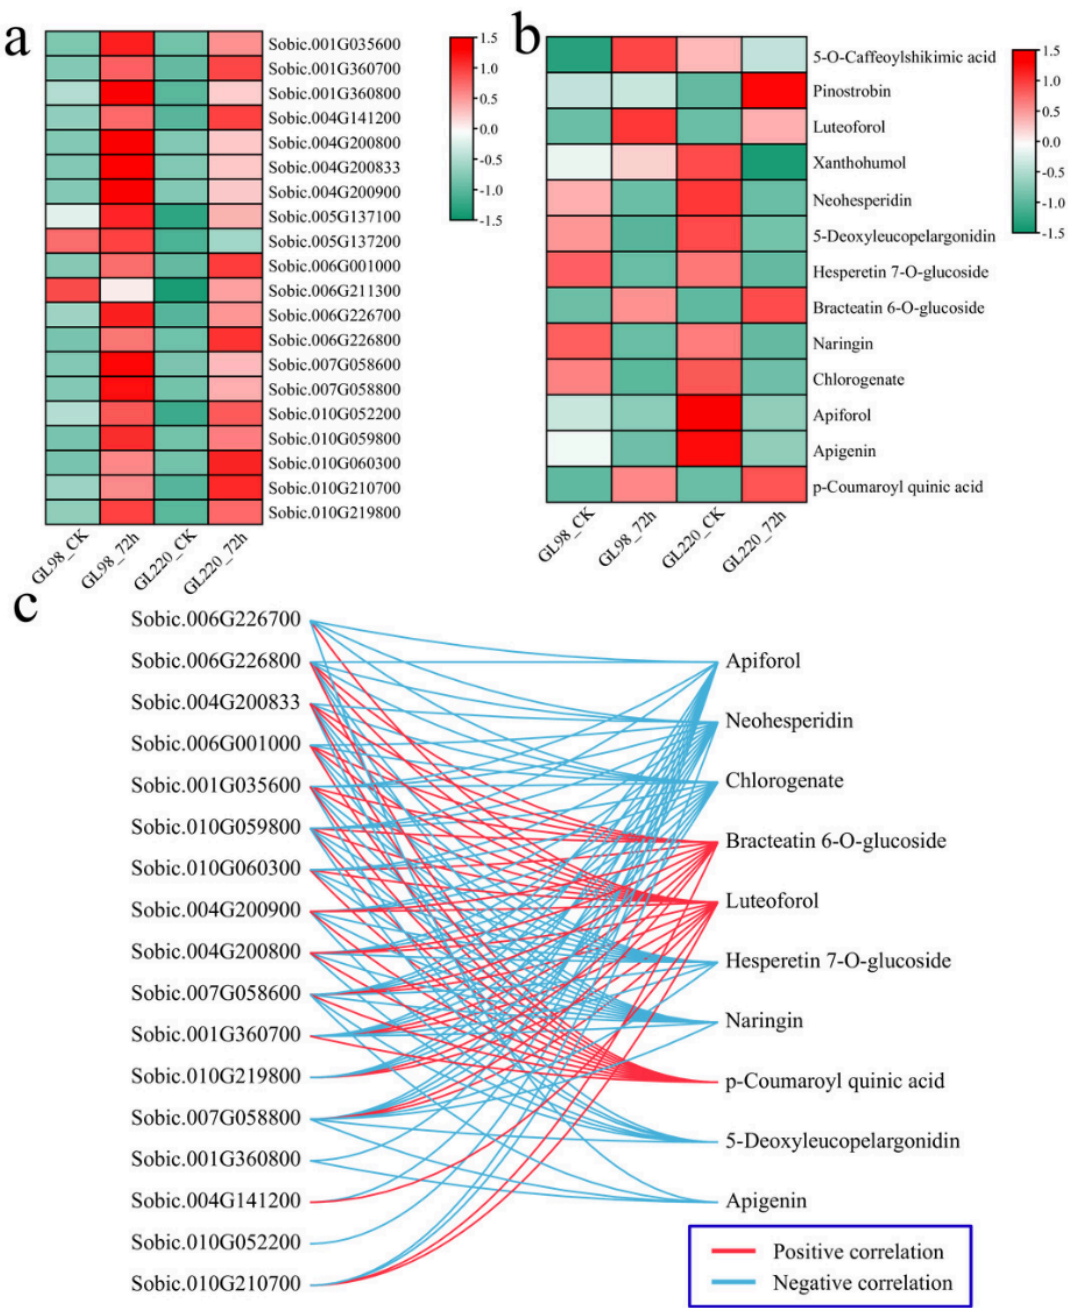 a
Sobic.001G035600
Sobic.001G360700
Sobic.001G360800
Sobic.004G141200
Sobic.004G200800
Sobic.004G200833
Sobic.004G200900
Sobic.005G137100
Sobic.005G137200
Sobic.006G001000
Sobic.006G211300
Sobic.006G226700
Sobic.006G226800
Sobic.007G058600
Sobic.007G058800
Sobic.010G052200
Sobic.010G059800
Sobic.010G060300
Sobic.010G210700
Sobic.010G219800
GL98_CK
GL98_72h
GL220_CK
GL220_72h
1.5
1.0
0.5
0.0
-0.5
-1.0
-1.5
b
5-O-Caffeoylshikimic acid
Pinostrobin
Luteoforol
Xanthohumol
Neohesperidin
5-Deoxyleucopelargonidin
Hesperetin 7-O-glucoside
Bracteatin 6-O-glucoside
Naringin
Chlorogenate
Apiforol
Apigenin
p-Coumaroyl quinic acid
GL98_CK
GL98_72h
GL220_CK
GL220_72h
1.5
1.0
0.5
0.0
-0.5
-1.0
-1.5
c
Sobic.006G226700
Sobic.006G226800
Sobic.004G200833
Sobic.006G001000
Sobic.001G035600
Sobic.010G059800
Sobic.010G060300
Sobic.004G200900
Sobic.004G200800
Sobic.007G058600
Sobic.001G360700
Sobic.010G219800
Sobic.007G058800
Sobic.001G360800
Sobic.004G141200
Sobic.010G052200
Sobic.010G210700
Apiforol
Neohesperidin
Chlorogenate
Bracteatin 6-O-glucoside
Luteoforol
Hesperetin 7-O-glucoside
Naringin
p-Coumaroyl quinic acid
5-Deoxyleucopelargonidin
Apigenin
Positive correlation
Negative correlation